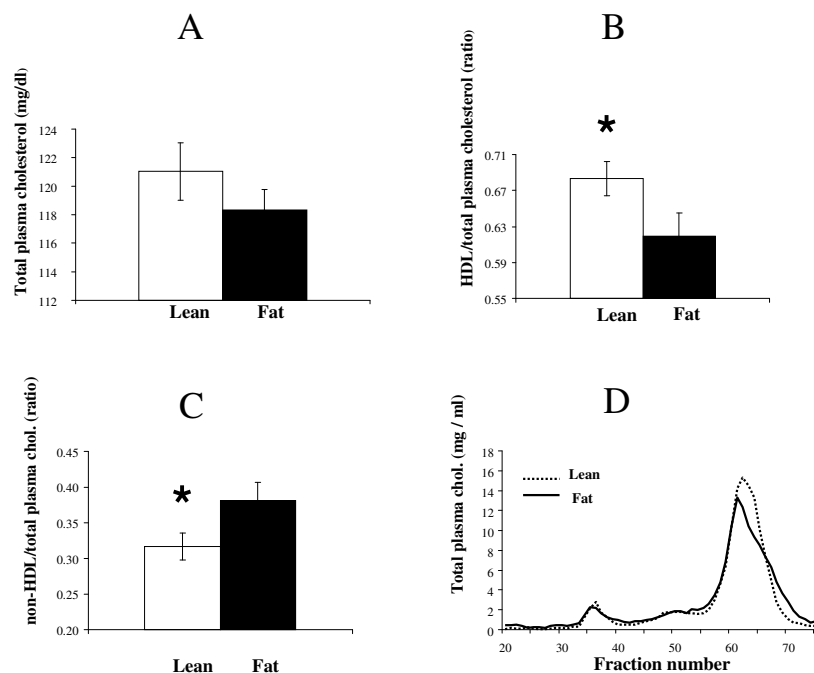 A
Total plasma cholesterol (mg/dl)
124
122
120
118
116
114
112
Lean Fat
B
HDL/total plasma cholesterol (ratio)
*
0.71
0.67
0.63
0.59
0.55
Lean Fat
C
non-HDL/total plasma chol. (ratio)
0.45
0.40
0.35
0.30
0.25
0.20
*
Lean Fat
D
Total plasma chol. (mg / ml)
18
16
14
12
10
8
6
4
2
0
Lean
Fat
20 30 40 50 60 70
Fraction number